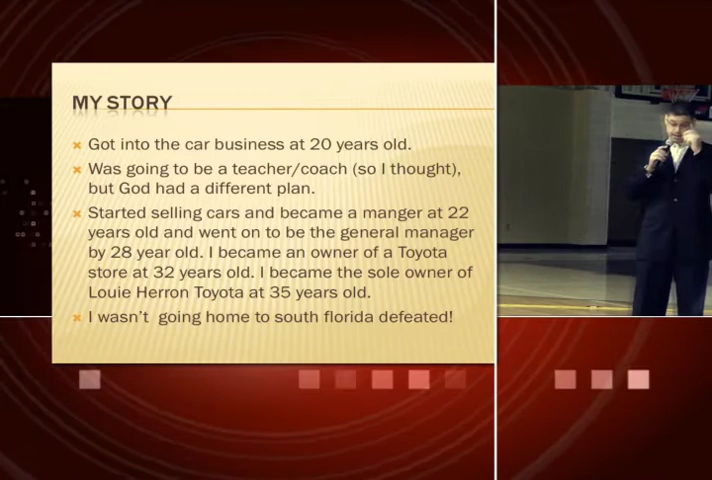 MY STORY
Got into the car business at 20 years old.
Was going to be a teacher/coach (so I thought),
but God had a different plan.
Started selling cars and became a manger at 22
years old and went on to be the general manager
by 28 year old. I became an owner of a Toyota
store at 32 years old. I became the sole owner of
Louie Herron Toyota at 35 years old.
I wasn't  going home to south florida defeated!